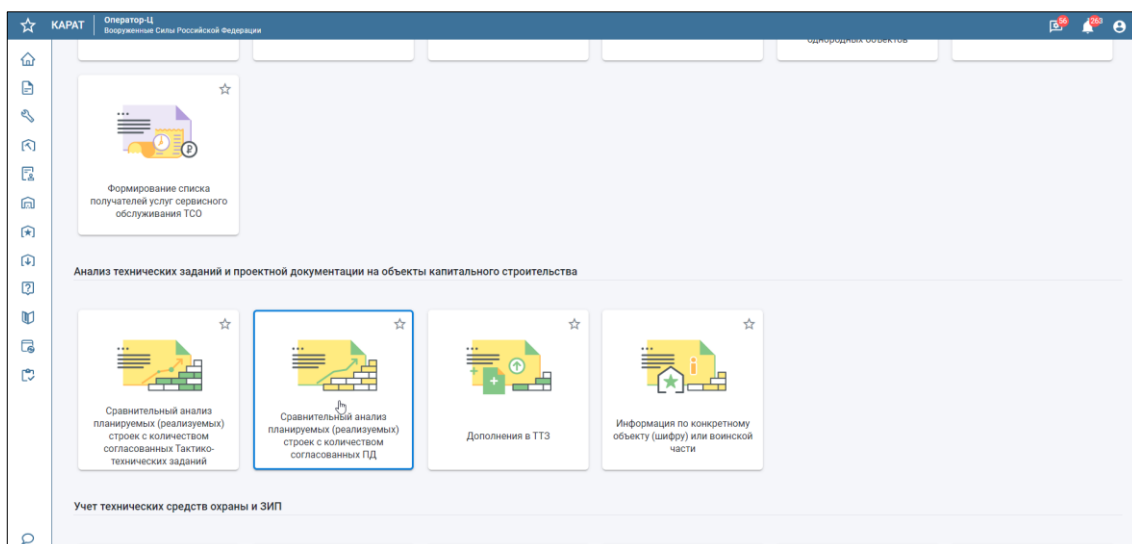 КАРАТ
Оператор-Ц
Вооруженные Силы Российской Федерации
56
260
однородных объектов
Формирование списка
получателей услуг сервисного
обслуживания ТСО
Анализ технических заданий и проектной документации на объекты капитального строительства
Сравнительный анализ
планируемых (реализуемых)
строек с количеством
согласованных Тактико-
технических заданий
Сравнительный анализ
планируемых (реализуемых)
строек с количеством
согласованных ПД
Дополнения в ТТЗ
Информация по конкретному
объекту (шифру) или воинской
части
Учет технических средств охраны и ЗИП